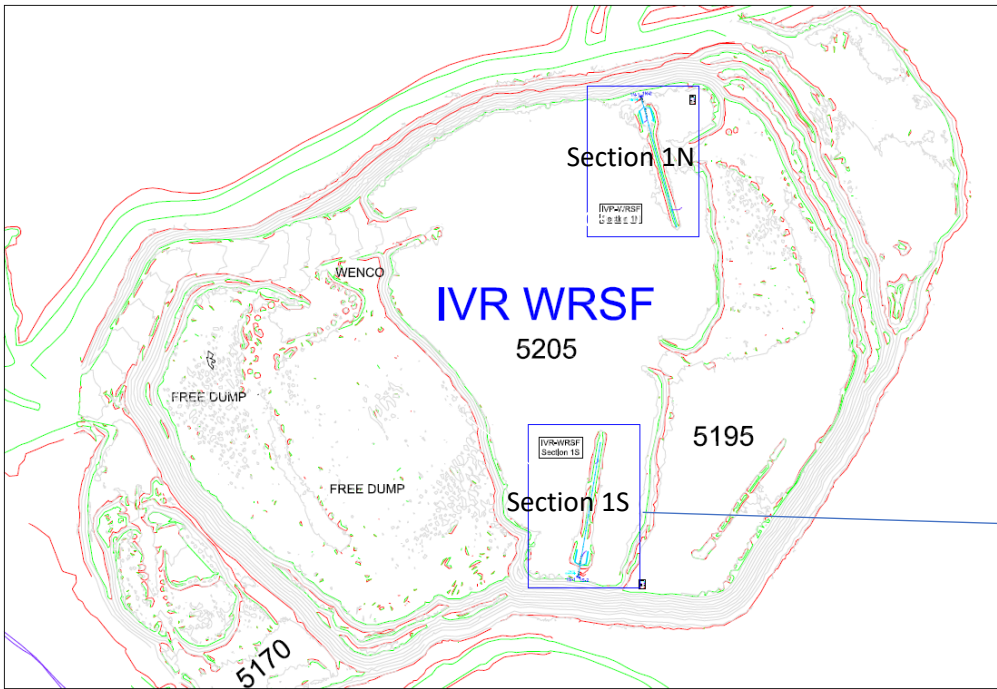 Section 1N
WENCO
IVR WRSF
5205
FREE DUMP
IVR-WRSF
Section 1S
5195
FREE DUMP
Section 1S
5170